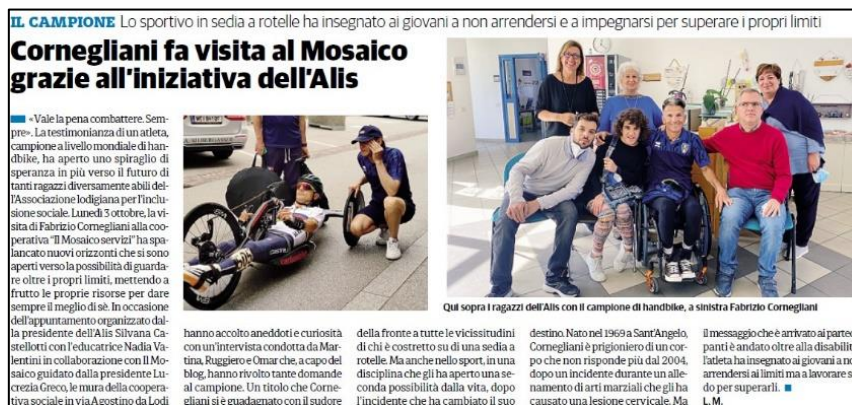 IL CAMPIONE Lo sportivo in sedia a rotelle ha insegnato ai giovani a non arrendersi e a impegnarsi per superare i propri limiti
Cornegliani fa visita al Mosaico
grazie all'iniziativa dell'Alis
«Vale la pena combattere. Sem-
pre». La testimonianza di un atleta,
campione a livello mondiale di han-
dbike, ha aperto uno spiraglio di
speranza in più verso il futuro di
tanti ragazzi diversamente abili del-
l'Associazione lodigiana per l'inclu-
sione sociale. Lunedì 3 ottobre, la vi-
sita di Fabrizio Cornegliani alla coo-
perativa "Il Mosaico servizi" ha spa-
lancato nuovi orizzonti che si sono
aperti verso la possibilità di guarda-
re oltre i propri limiti, mettendo a
frutto le proprie risorse per dare
sempre il meglio di sè. In occasione
dell'appuntamento organizzato dal-
la presidente dell'Alis Silvana Ca-
stellotti con l'educatrice Nadia Va-
lentini in collaborazione con Il Mo-
saico guidato dalla presidente Lu-
crezia Greco, le mura della coopera-
tiva sociale in via Agostino da Lodi
hanno accolto aneddoti e curiosità
con un'intervista condotta da Mar-
tina, Ruggiero e Omar che, a capo del
blog, hanno rivolto tante domande
al campione. Un titolo che Corne-
gliani si è guadagnato con il sudore
della fronte a tutte le vicissitudini
di chi è costretto su di una sedia a
rotelle. Ma anche nello sport, in una
disciplina che gli ha aperto una se-
conda possibilità dalla vita, dopo
l'incidente che ha cambiato il suo
Qui sopra i ragazzi dell'Alis con il campione di handbike, a sinistra Fabrizio Cornegliani
destino. Nato nel 1969 a Sant'Angelo,
Cornegliani è prigioniero di un cor-
po che non risponde più dal 2004,
dopo un incidente durante un alle-
namento di arti marziali che gli ha
causato una lesione cervicale. Ma
il messaggio che è arrivato ai partec
panti è andato oltre alla disabilit
l'atleta ha insegnato ai giovani a no
arrendersi ai limiti ma a lavorare s
do per superarli.
L. M.